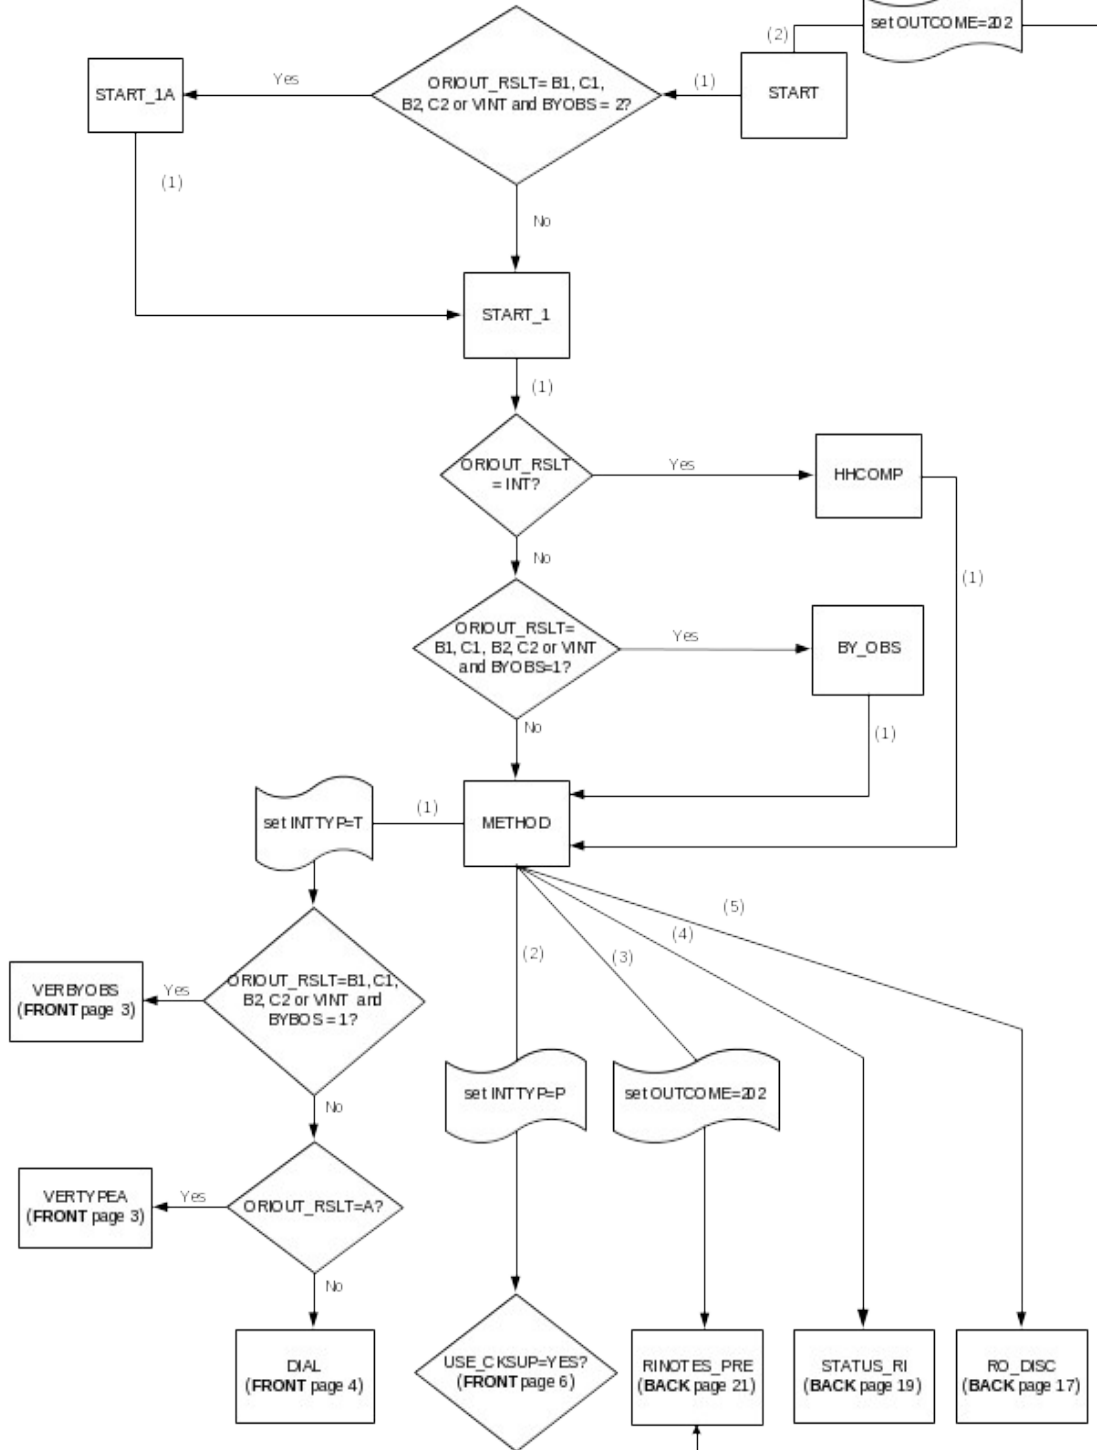 set OUTCOME=202
(2)
START
(1)
ORIOUT_RSLT= B1, C1,
B2, C2 or VINT and BYOBS = 2?
Yes
START_1A
(1)
No
START_1
(1)
ORIOUT_RSLT
= INT?
Yes
HHCOMP
(1)
No
ORIOUT_RSLT=
B1, C1, B2, C2 or VINT
and BYOBS=1?
Yes
BY_OBS
(1)
No
METHOD
(1)
set INTTYP=T
(5)
(4)
(3)
(2)
ORIOUT_RSLT=B1, C1,
B2, C2 or VINT and
BYBOS = 1?
Yes
VERBYOBS
(FRONT page 3)
No
set INTTYP=P
set OUTCOME=202
ORIOUT_RSLT=A?
Yes
VERTYPEA
(FRONT page 3)
No
DIAL
(FRONT page 4)
USE_CKSUP=YES?
(FRONT page 6)
RINOTES_PRE
(BACK page 21)
STATUS_RI
(BACK page 19)
RO_DISC
(BACK page 17)